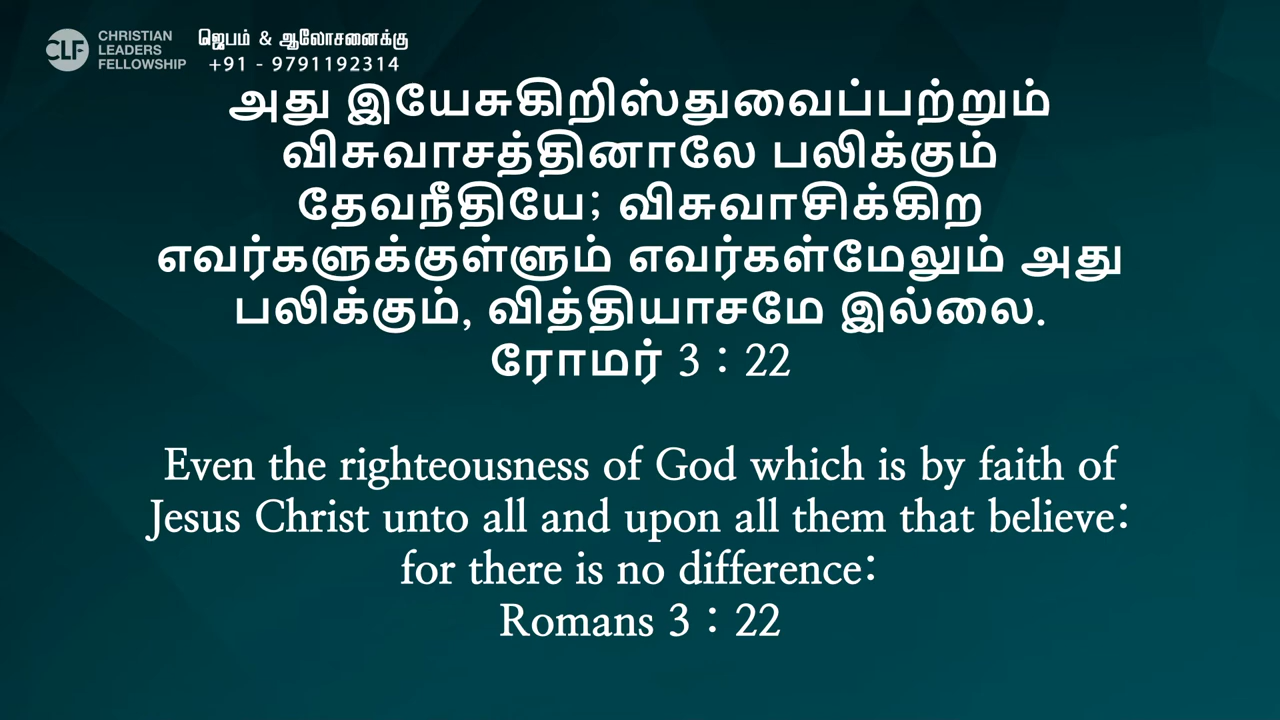 CLF
CHRISTIAN
LEADERS
FELLOWSHIP
ஜெபம் & ஆலோசனைக்கு
+91 - 9791192314
அது இயேசுகிறிஸ்துவைப்பற்றும்
விசுவாசத்தினாலே பலிக்கும்
தேவநீதியே; விசுவாசிக்கிற
எவர்களுக்குள்ளும் எவர்கள்மேலும் அது
பலிக்கும், வித்தியாசமே இல்லை.
ரோமர் 3 : 22
Even the righteousness of God which is by faith of
Jesus Christ unto all and upon all them that believe:
for there is no difference:
Romans 3 : 22